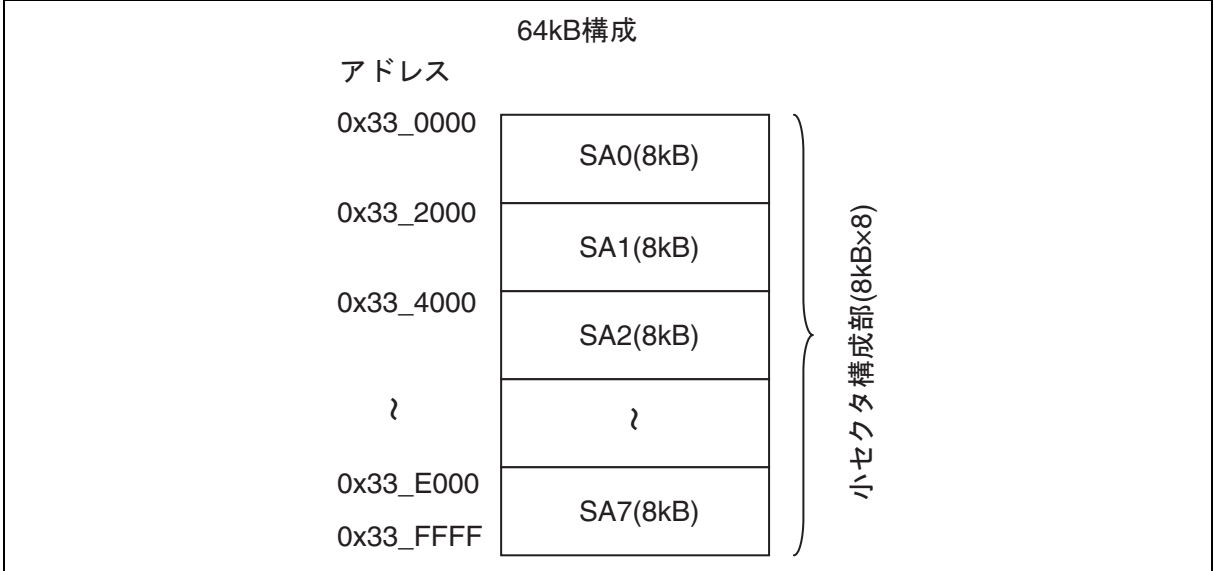 64kB構成
アドレス
0x33_0000
SA0(8kB)
0x33_2000
SA1(8kB)
0x33_4000
SA2(8kB)
~
~
0x33_E000
SA7(8kB)
0x33_FFFF
小セクタ構成部(8kB×8)